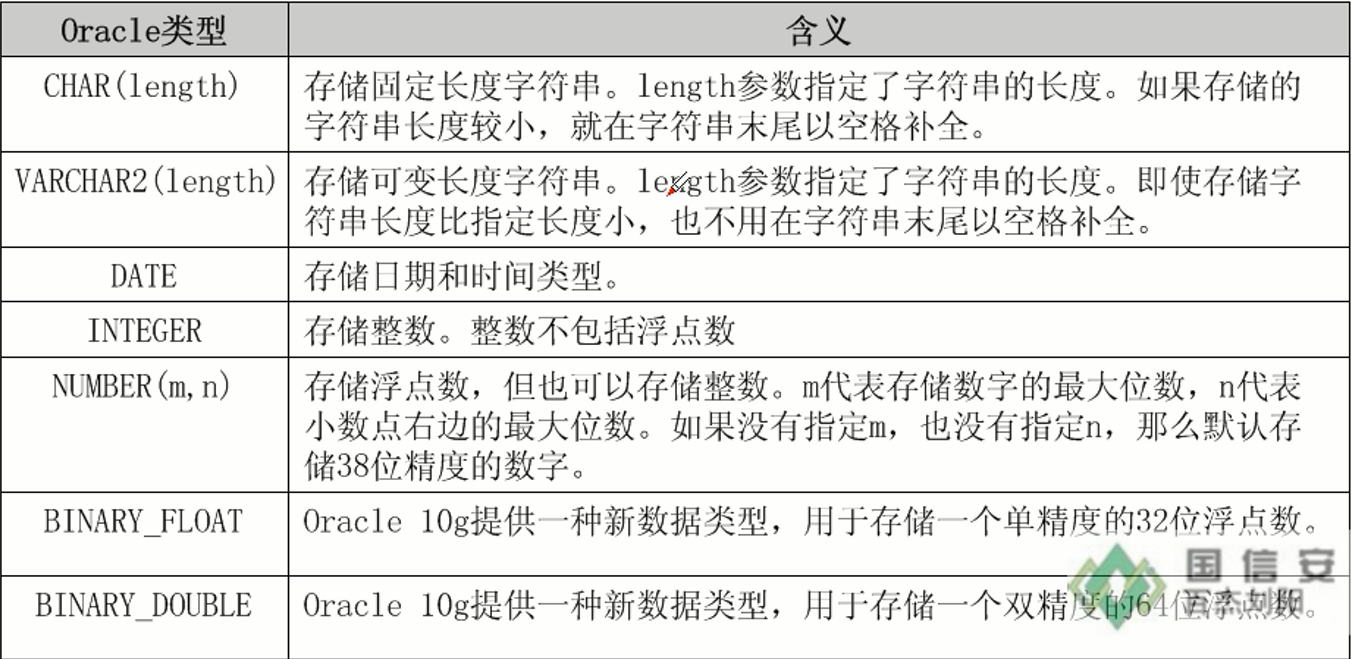 Oracle类型 含义
CHAR(length) 存储固定长度字符串。length参数指定了字符串的长度。如果存储的
字符串长度较小，就在字符串末尾以空格补全。
VARCHAR2(length) 存储可变长度字符串。length参数指定了字符串的长度。即使存储字
符串长度比指定长度小，也不用在字符串末尾以空格补全。
DATE 存储日期和时间类型。
INTEGER 存储整数。整数不包括浮点数
NUMBER(m,n) 存储浮点数，但也可以存储整数。m代表存储数字的最大位数，n代表
小数点右边的最大位数。如果没有指定m，也没有指定n，那么默认存
储38位精度的数字。
BINARY_FLOAT Oracle 10g提供一种新数据类型，用于存储一个单精度的32位浮点数。
国信安
BINARY_DOUBLE Oracle 10g提供一种新数据类型，用于存储一个双精度的64位浮点数。